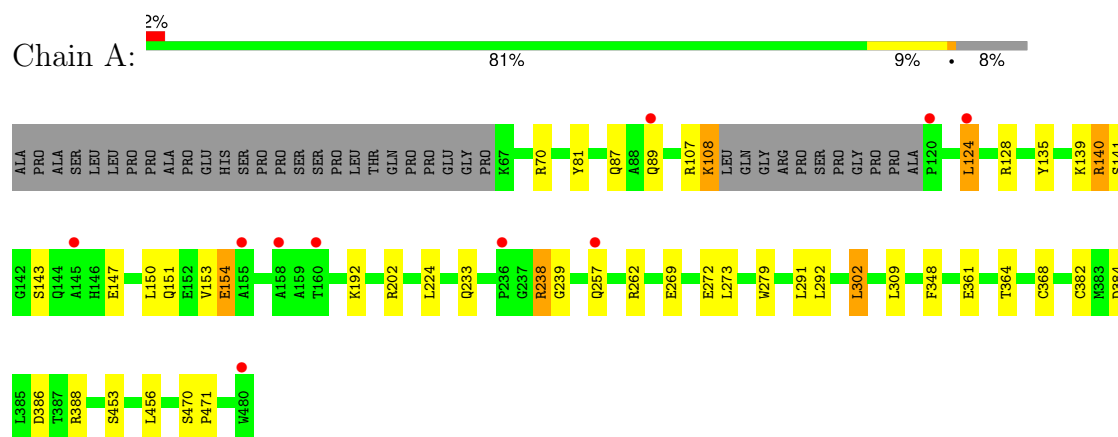 2%
Chain A:
81% 9% • 8%
ALA PRO ALA SER LEU LEU PRO PRO ALA PRO GLU HIS SER PRO PRO SER SER PRO LEU THR GLN PRO PRO GLU GLY PRO K67 R70 Y81 Q87 A88 Q89 R107 K108 LEU GLN GLY ARG PRO SER PRO GLY PRO PRO ALA P120 L124 R128 Y135 K139 R140 S141
G142 S143 Q144 A145 H146 E147 L150 Q151 E152 V153 E154 A155 A158 A159 T160 K192 R202 L224 Q233 P236 G237 R238 G239 Q257 R262 E269 E272 L273 W279 L291 L292 L302 L309 F348 E361 T364 C368 C382 M383 D384
L385 D386 T387 R388 S453 L456 S470 P471 W480